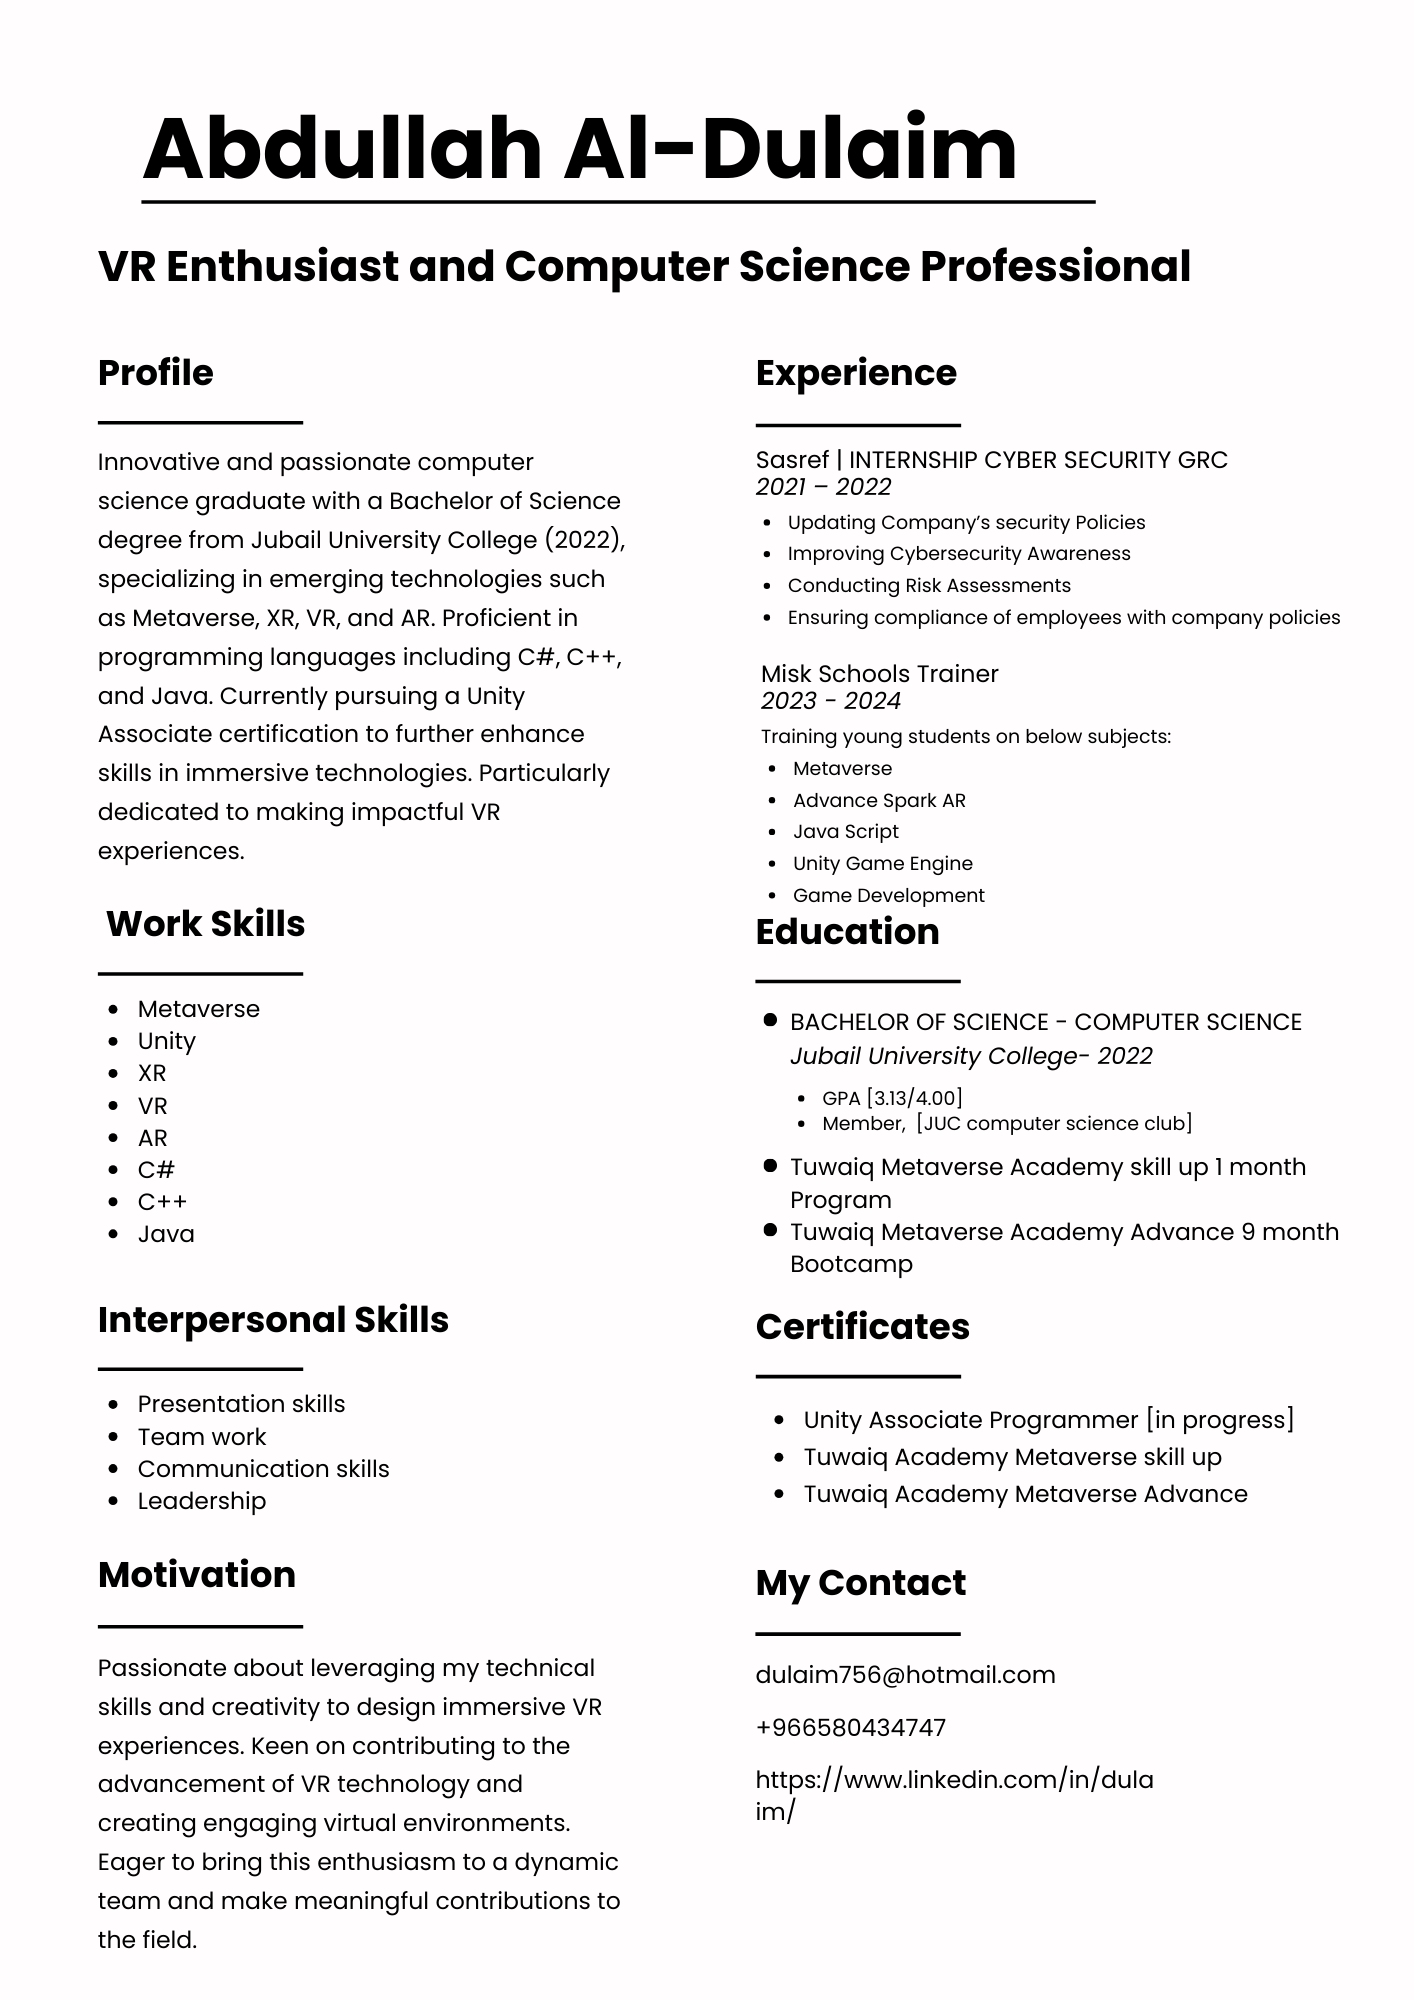 Abdullah Al-Dulaim
VR Enthusiast and Computer Science Professional
Profile
Innovative and passionate computer
science graduate with a Bachelor of Science
degree from Jubail University College (2022),
specializing in emerging technologies such
as Metaverse, XR, VR, and AR. Proficient in
programming languages including C#, C++,
and Java. Currently pursuing a Unity
Associate certification to further enhance
skills in immersive technologies. Particularly
dedicated to making impactful VR
experiences.
Work Skills
• Metaverse
• Unity
• XR
• VR
• AR
• C#
• C++
• Java
Interpersonal Skills
• Presentation skills
• Team work
• Communication skills
• Leadership
Motivation
Passionate about leveraging my technical
skills and creativity to design immersive VR
experiences. Keen on contributing to the
advancement of VR technology and
creating engaging virtual environments.
Eager to bring this enthusiasm to a dynamic
team and make meaningful contributions to
the field.
Experience
Sasref | INTERNSHIP CYBER SECURITY GRC
2021 – 2022
• Updating Company’s security Policies
• Improving Cybersecurity Awareness
• Conducting Risk Assessments
• Ensuring compliance of employees with company policies
Misk Schools Trainer
2023 - 2024
Training young students on below subjects:
• Metaverse
• Advance Spark AR
• Java Script
• Unity Game Engine
• Game Development
Education
• BACHELOR OF SCIENCE - COMPUTER SCIENCE
Jubail University College- 2022
• GPA [3.13/4.00]
• Member, [JUC computer science club]
• Tuwaiq Metaverse Academy skill up 1 month
Program
• Tuwaiq Metaverse Academy Advance 9 month
Bootcamp
Certificates
• Unity Associate Programmer [in progress]
• Tuwaiq Academy Metaverse skill up
• Tuwaiq Academy Metaverse Advance
My Contact
dulaim756@hotmail.com
+966580434747
https://www.linkedin.com/in/dula
im/